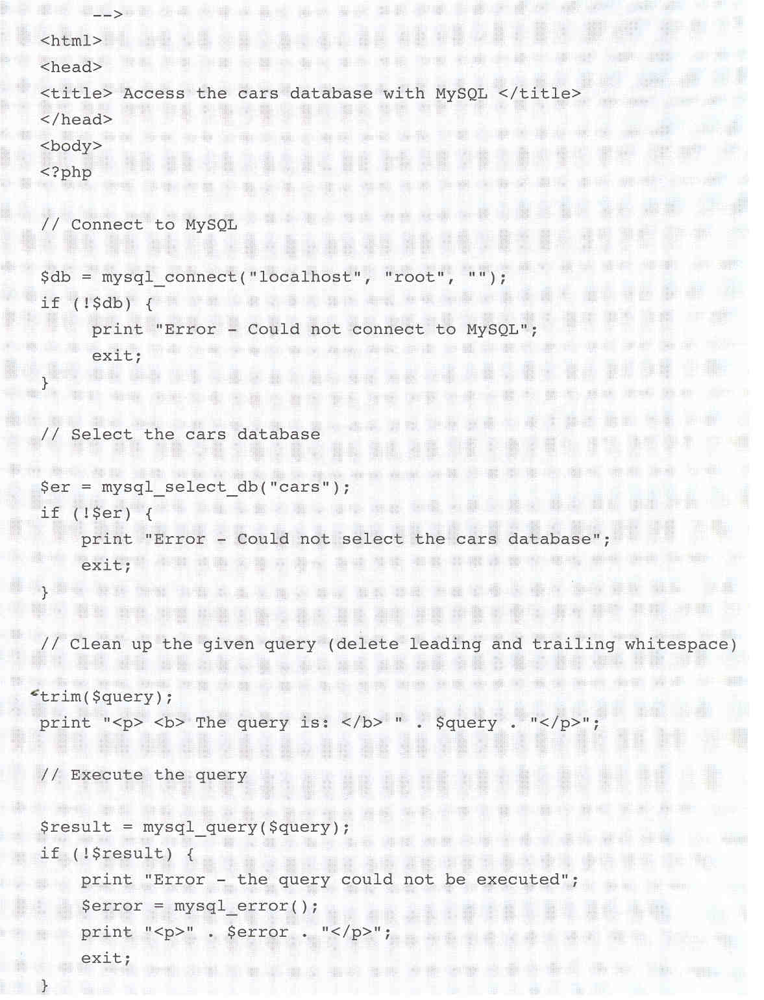 -->
<html>
<head>
<title> Access the cars database with MySQL </title>
</head>
<body>
<?php
// Connect to MySQL
$db = mysql_connect("localhost", "root", "");
if (!$db) {
print "Error - Could not connect to MySQL";
exit;
}
// Select the cars database
$er = mysql_select_db("cars");
if (!$er) {
print "Error - Could not select the cars database";
exit;
}
// Clean up the given query (delete leading and trailing whitespace)
trim($query);
print "<p> <b> The query is: </b> " . $query . "</p>";
// Execute the query
$result = mysql_query($query);
if (!$result) {
print "Error - the query could not be executed";
$error = mysql_error();
print "<p>" . $error . "</p>";
exit;
}